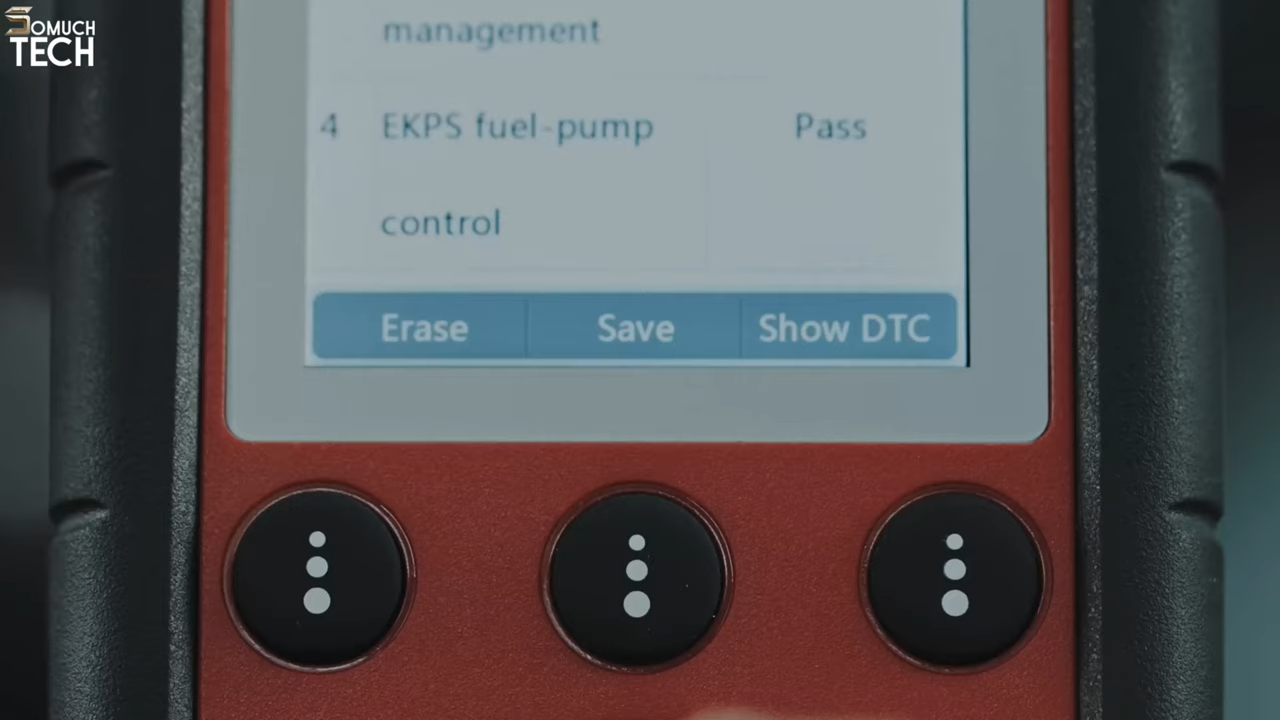 SOMUCH
TECH
management
4 EKPS fuel-pump Pass
control
Erase Save Show DTC